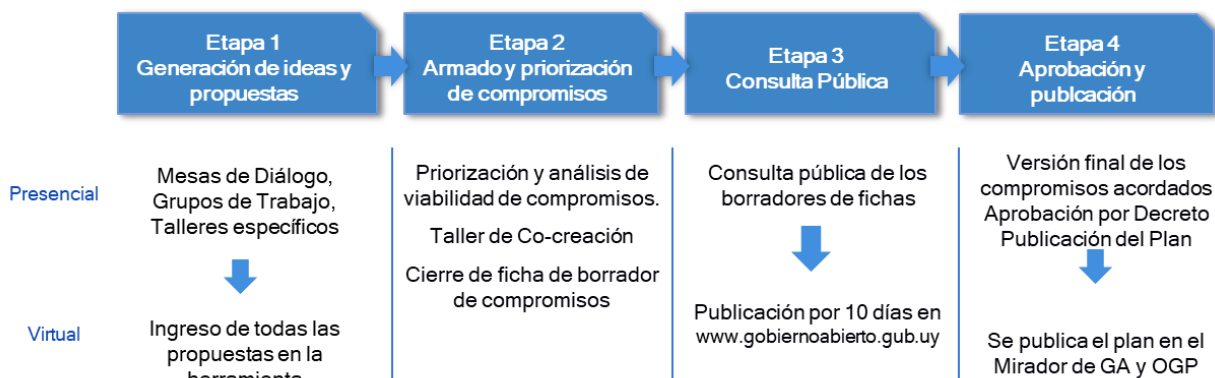 Etapa 1
Generación de ideas y
propuestas
Etapa 2
Armado y priorización
de compromisos
Etapa 3
Consulta Pública
Etapa 4
Aprobación y
publcación
Presencial
Mesas de Diálogo,
Grupos de Trabajo,
Talleres específicos
Priorización y análisis de
viabilidad de compromisos.
Taller de Co-creación
Cierre de ficha de borrador
de compromisos
Consulta pública de los
borradores de fichas
Versión final de los
compromisos acordados
Aprobación por Decreto
Publicación del Plan
Virtual
Ingreso de todas las
propuestas en la
herramienta
Publicación por 10 días en
www.gobiernoabierto.gub.uy
Se publica el plan en el
Mirador de GA y OGP